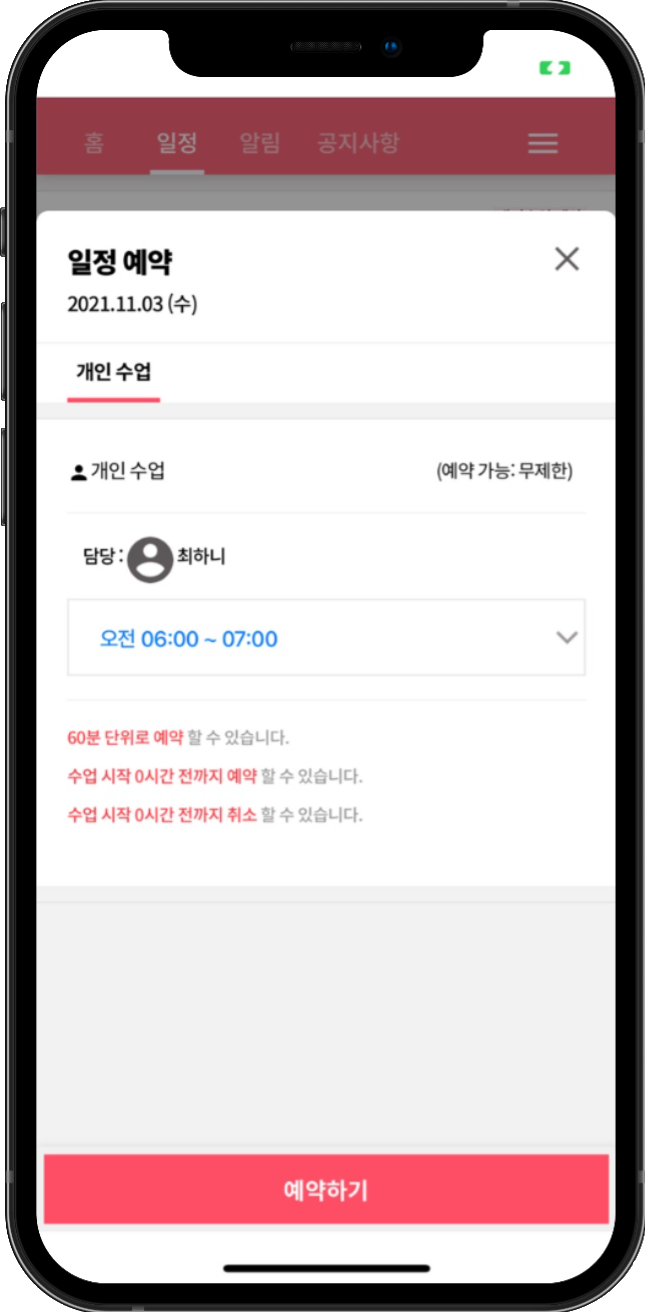 홈 일정 알림 공지사항
일정 예약
2021.11.03 (수)
개인 수업
개인 수업 (예약 가능: 무제한)
담당 : 최하니
오전 06:00 ~ 07:00
60분 단위로 예약 할 수 있습니다.
수업 시작 0시간 전까지 예약 할 수 있습니다.
수업 시작 0시간 전까지 취소 할 수 있습니다.
예약하기